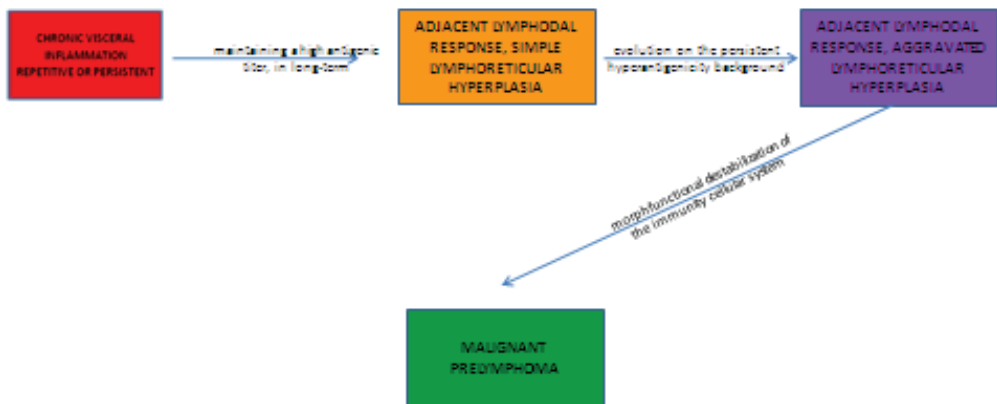 CHRONIC VISCERAL
INFLAMMATION
REPETITIVE OR PERSISTENT
maintaining a high antigenic
titer, in long-term
ADJACENT LYMPHODAL
RESPONSE, SIMPLE
LYMPHORETICULAR
HYPERPLASIA
evolution on the persistent
hyperantigenicity background
ADJACENT LYMPHODAL
RESPONSE, AGGRAVATED
LYMPHORETICULAR
HYPERPLASIA
morphfunctional destabilization of
the immunity cellular system
MALIGNANT
PRELYMPHOMA